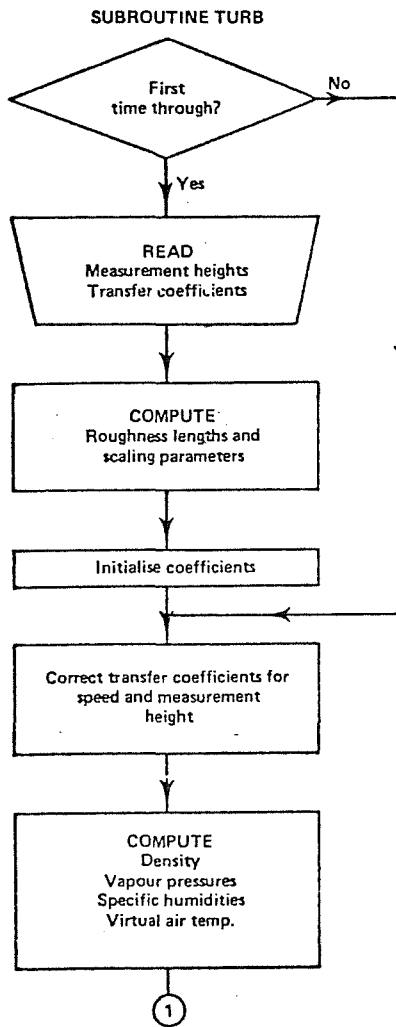 SUBROUTINE TURB
First
time through?
No
Yes
READ
Measurement heights
Transfer coefficients
COMPUTE
Roughness lengths and
scaling parameters
Initialise coefficients
Correct transfer coefficients for
speed and measurement
height
COMPUTE
Density
Vapour pressures
Specific humidities
Virtual air temp.
1